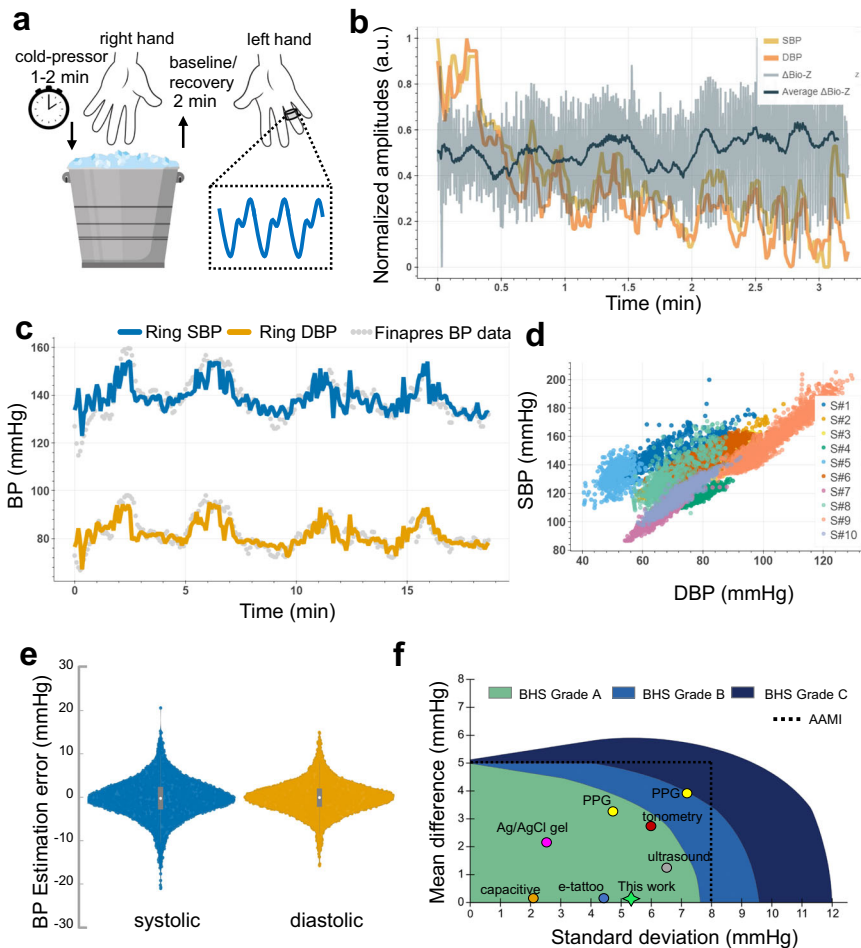 a
right hand
left hand
cold-pressor
1-2 min
baseline/
recovery
2 min
b
SBP
DBP
ΔBio-Z
Average ΔBio-Z
z
Normalized amplitudes (a.u.)
1
0.8
0.6
0.4
0.2
0
0 0.5 1 1.5 2 2.5 3
Time (min)
c
Ring SBP Ring DBP Finapres BP data
BP (mmHg)
160
140
120
100
80
0 5 10 15
Time (min)
d
SBP (mmHg)
200
180
160
140
120
100
80
40 60 80 100 120
DBP (mmHg)
S#1
S#2
S#3
S#4
S#5
S#6
S#7
S#8
S#9
S#10
e
BP Estimation error (mmHg)
30
20
10
0
-10
-20
-30
systolic diastolic
f
BHS Grade A BHS Grade B BHS Grade C
AAMI
Mean difference (mmHg)
8
7
6
5
4
3
2
1
0
PPG
PPG
tonometry
Ag/AgCl gel
ultrasound
capacitive
e-tattoo
This work
0 1 2 3 4 5 6 7 8 9 10 11 12
Standard deviation (mmHg)